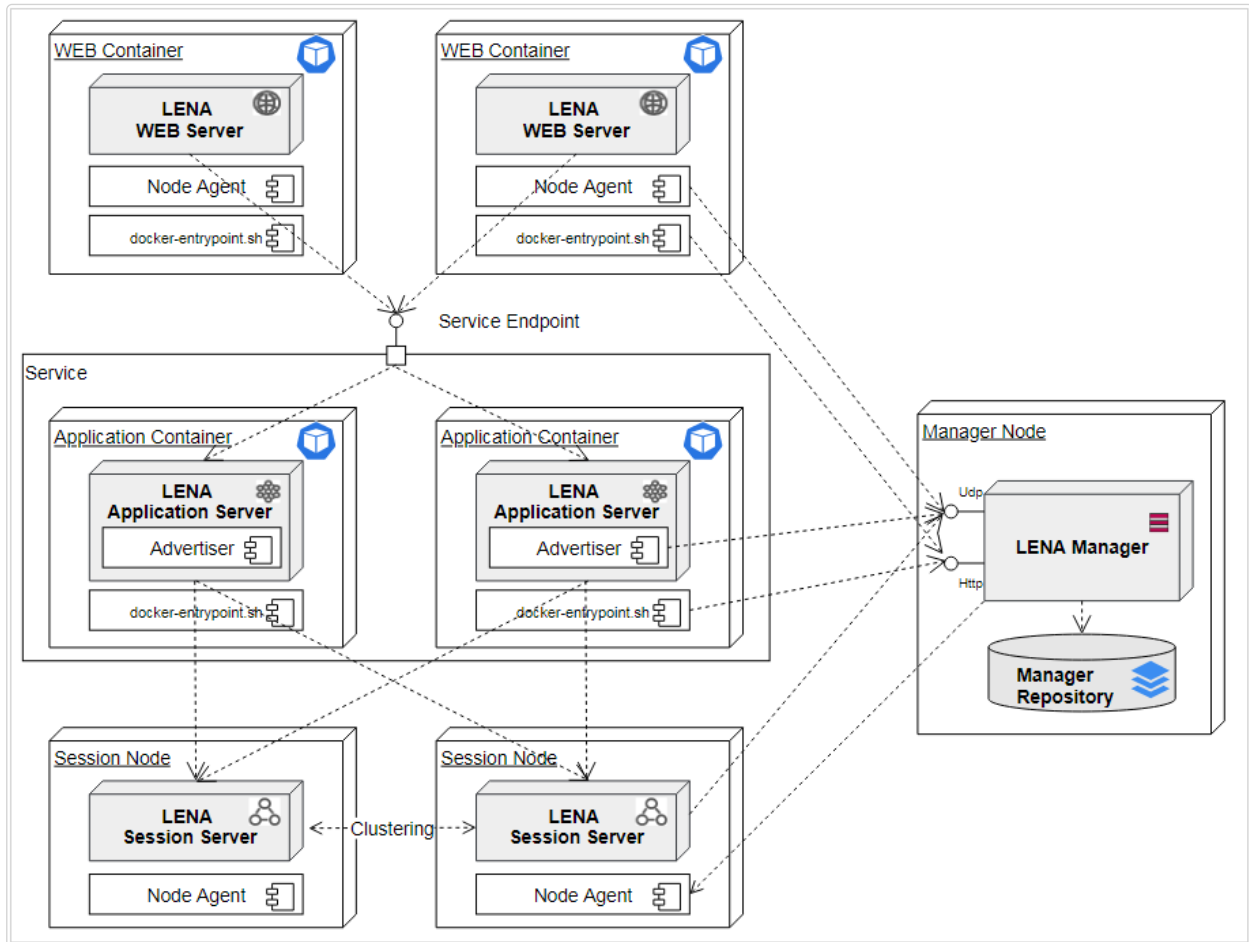 WEB Container
LENA
WEB Server
Node Agent
docker-entrypoint.sh
WEB Container
LENA
WEB Server
Node Agent
docker-entrypoint.sh
Service Endpoint
Service
Application Container
LENA
Application Server
Advertiser
docker-entrypoint.sh
Application Container
LENA
Application Server
Advertiser
docker-entrypoint.sh
Manager Node
Udp
Http
LENA Manager
Manager
Repository
Session Node
LENA
Session Server
Node Agent
Clustering
Session Node
LENA
Session Server
Node Agent